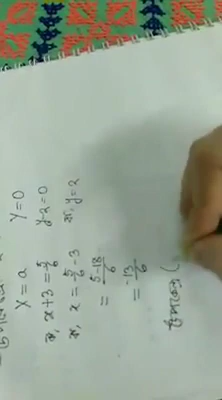 X = a Y = 0
বা, x + 3 = 5/6 y-2=0
বা, x = 5/6 - 3 বা, y = 2
= 5-18/6
= -13/6
(